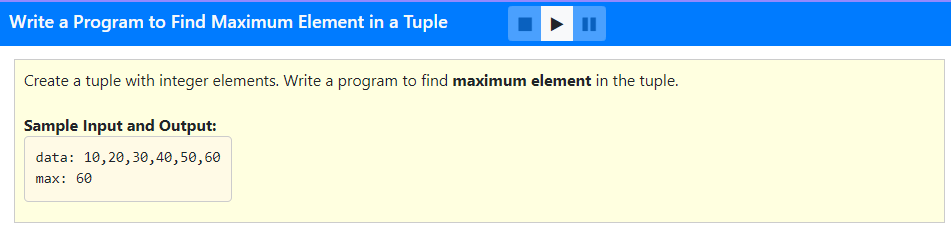 Write a Program to Find Maximum Element in a Tuple
Create a tuple with integer elements. Write a program to find maximum element in the tuple.
Sample Input and Output:
data: 10,20,30,40,50,60
max: 60